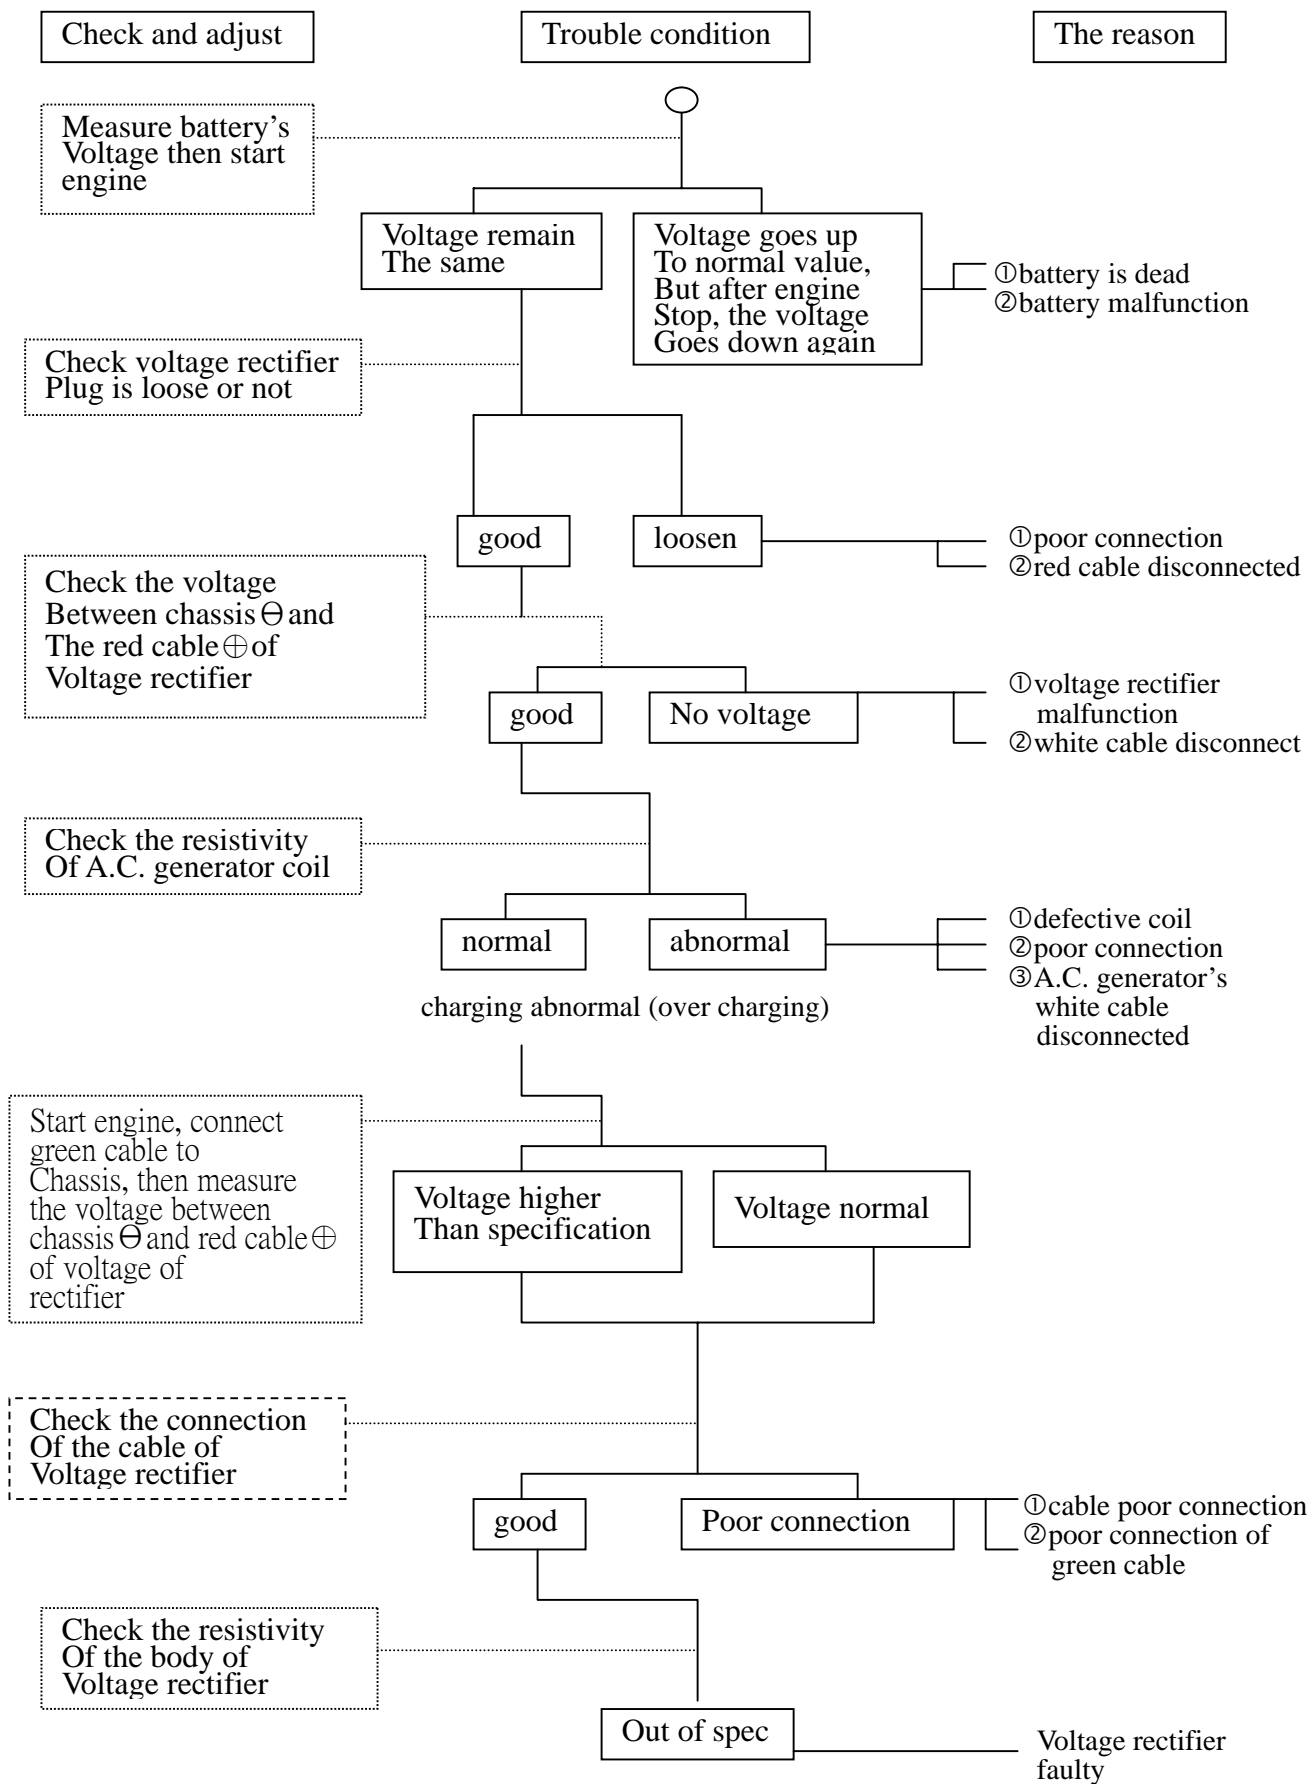 Check and adjust
Trouble condition
The reason
Measure battery's
Voltage then start
engine
Voltage remain
The same
Voltage goes up
To normal value,
But after engine
Stop, the voltage
Goes down again
①battery is dead
②battery malfunction
Check voltage rectifier
Plug is loose or not
good
loosen
①poor connection
②red cable disconnected
Check the voltage
Between chassis⊖and
The red cable⊕of
Voltage rectifier
good
No voltage
①voltage rectifier
malfunction
②white cable disconnect
Check the resistivity
Of A.C. generator coil
normal
abnormal
①defective coil
②poor connection
③A.C. generator's
white cable
disconnected
charging abnormal (over charging)
Start engine, connect
green cable to
Chassis, then measure
the voltage between
chassis⊖and red cable⊕
of voltage of
rectifier
Voltage higher
Than specification
Voltage normal
Check the connection
Of the cable of
Voltage rectifier
good
Poor connection
①cable poor connection
②poor connection of
green cable
Check the resistivity
Of the body of
Voltage rectifier
Out of spec
Voltage rectifier
faulty